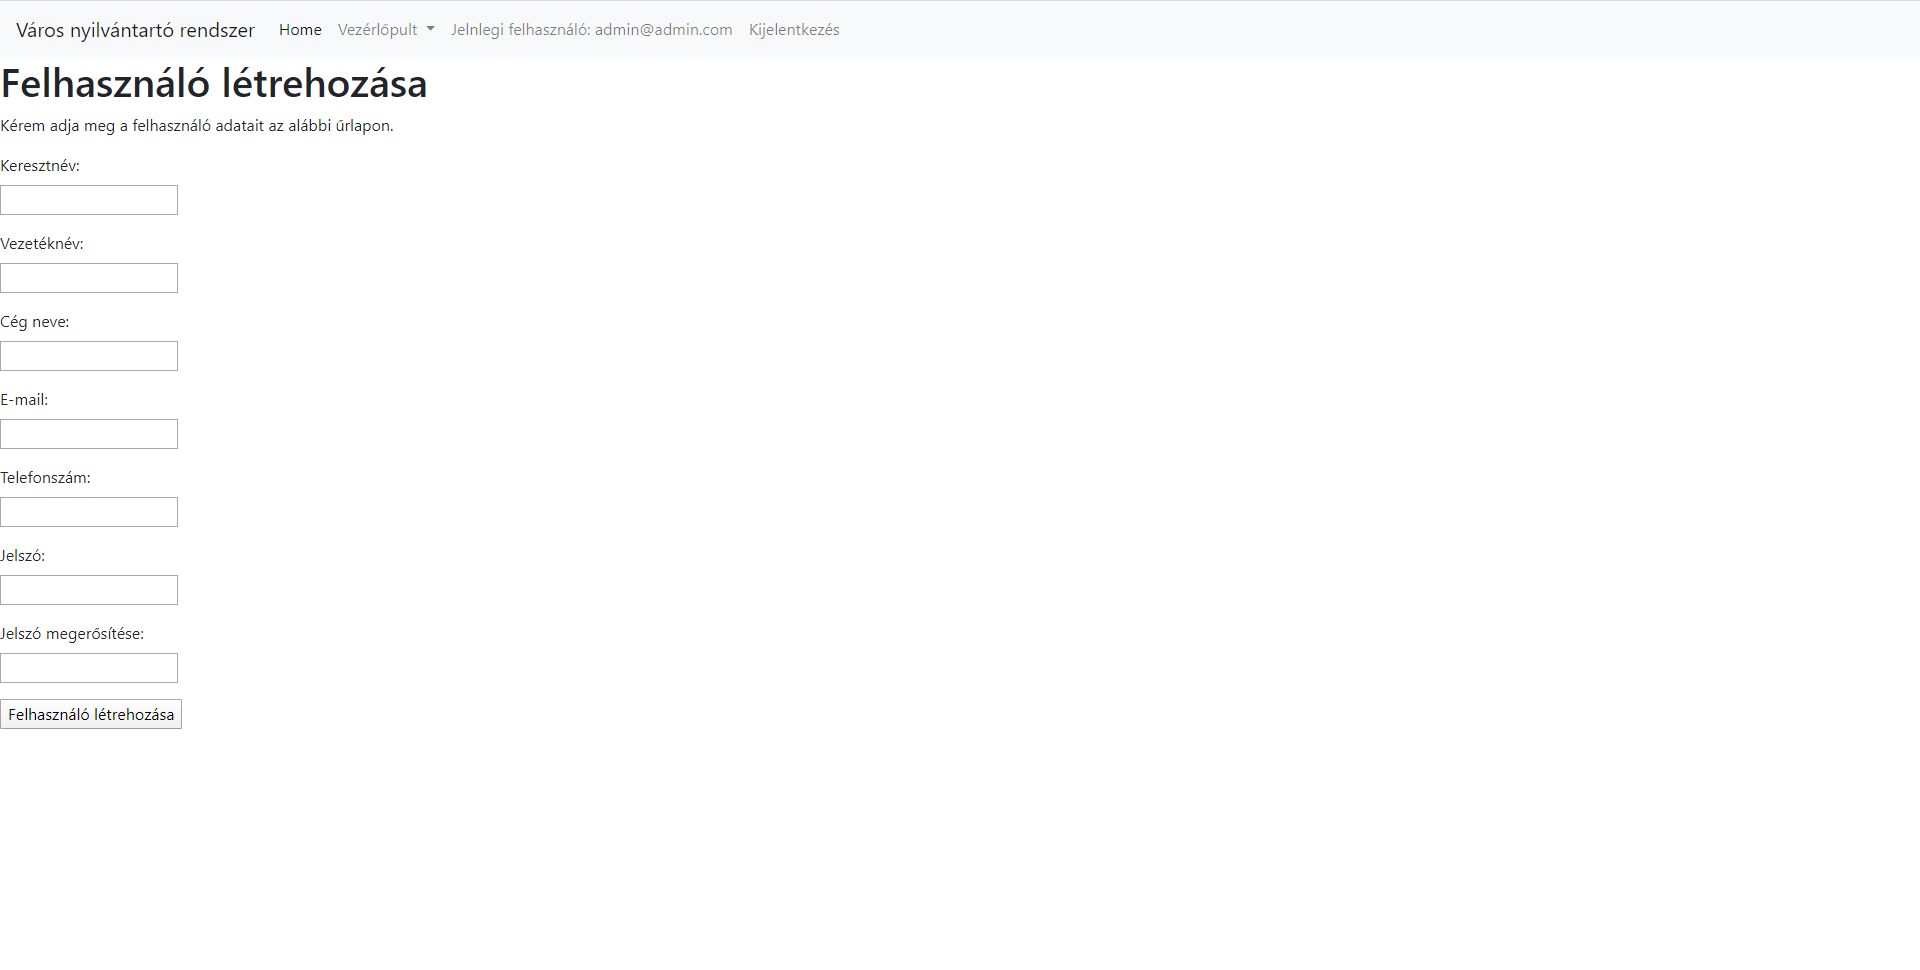 Város nyilvántartó rendszer Home Vezérlőpult Jelnlegi felhasználó: admin@admin.com Kijelentkezés
Felhasználó létrehozása
Kérem adja meg a felhasználó adatait az alábbi űrlapon.
Keresztnév:
Vezetéknév:
Cég neve:
E-mail:
Telefonszám:
Jelszó:
Jelszó megerősítése:
Felhasználó létrehozása